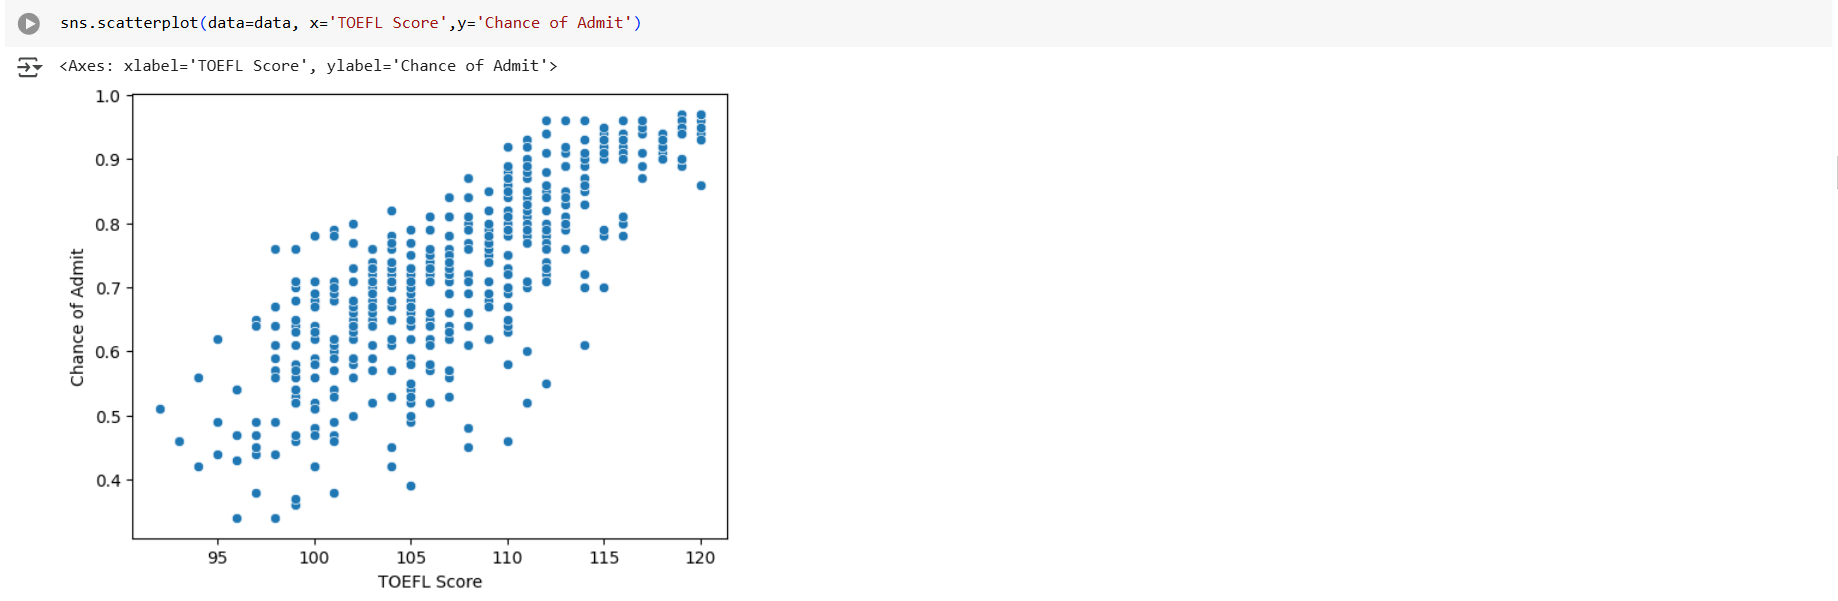 sns.scatterplot(data=data, x='TOEFL Score',y='Chance of Admit')
<Axes: xlabel='TOEFL Score', ylabel='Chance of Admit'>
1.0
0.9
0.8
0.7
0.6
0.5
0.4
Chance of Admit
95 100 105 110 115 120
TOEFL Score